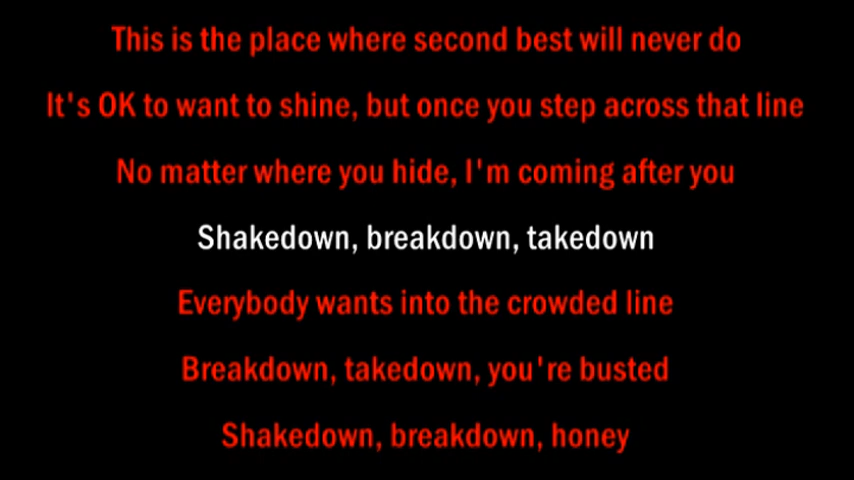 This is the place where second best will never do
It's OK to want to shine, but once you step across that line
No matter where you hide, I'm coming after you
Shakedown, breakdown, takedown
Everybody wants into the crowded line
Breakdown, takedown, you're busted
Shakedown, breakdown, honey